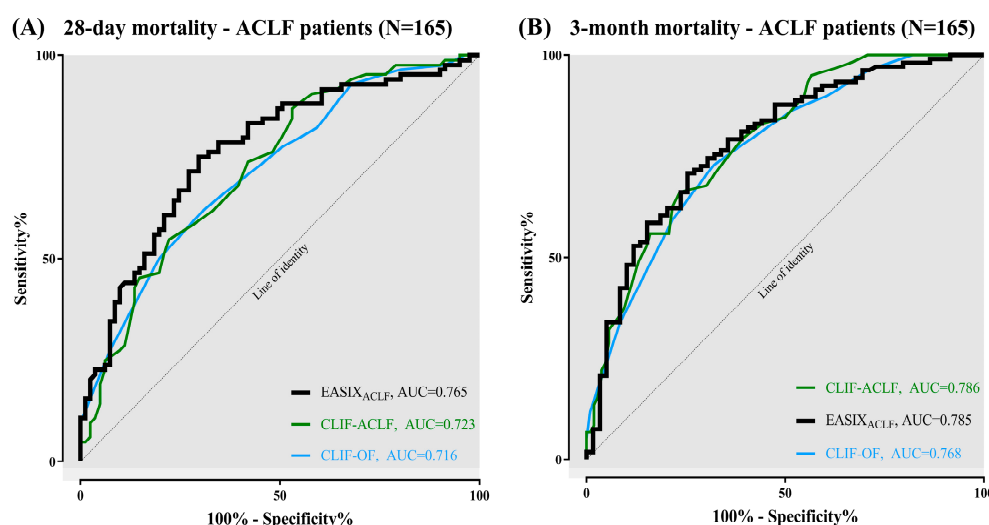 (A) 28-day mortality - ACLF patients (N=165)
100
50
0
Sensitivity%
Line of identity
EASIXACLF, AUC=0.765
CLIF-ACLF, AUC=0.723
CLIF-OF, AUC=0.716
0 50 100
100% - Specificity%
(B) 3-month mortality - ACLF patients (N=165)
100
50
0
Sensitivity%
Line of identity
CLIF-ACLF, AUC=0.786
EASIXACLF, AUC=0.785
CLIF-OF, AUC=0.768
0 50 100
100% - Specificity%